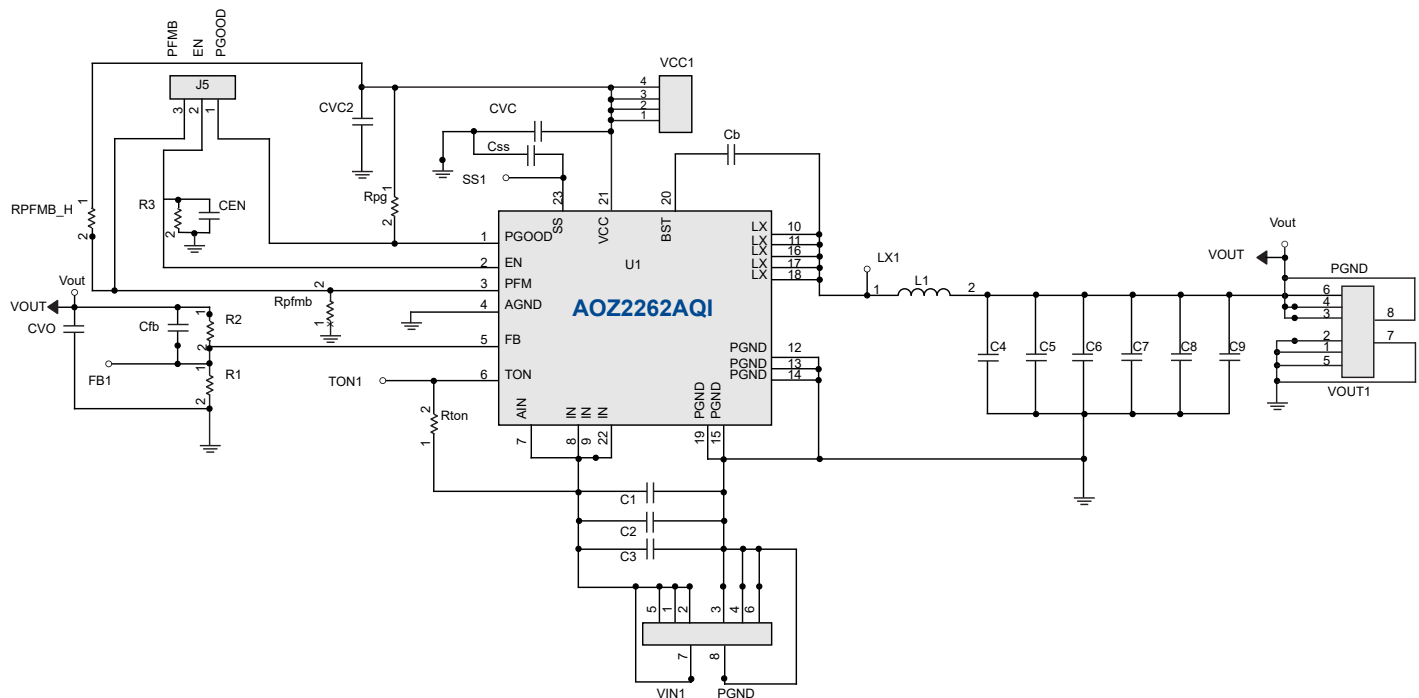 PFMB
EN
PGOOD
J5
3
2
1
VCC1
4
3
2
1
CVC2
CVC
Css
SS1
Cb
RPFMB_H
1
2
R3
2
CEN
Rpg
1
2
23
21
20
SS
VCC
BST
1
PGOOD
2
EN
3
PFM
4
AGND
5
FB
6
TON
U1
AOZ2262AQI
LX 10
LX 11
LX 16
LX 17
LX 18
PGND 12
PGND 13
PGND 14
AIN
IN
IN
IN
PGND
PGND
7
8
9
22
19
15
Vout
VOUT
CVO
Cfb
1
R2
2
FB1
1
R1
2
Rpfmb
2
1
TON1
2
Rton
1
LX1
1
L1
2
C4
C5
C6
C7
C8
C9
Vout
VOUT
PGND
6
4
3
2
1
5
8
7
VOUT1
C1
C2
C3
5
1
2
3
4
6
7
8
VIN1
PGND